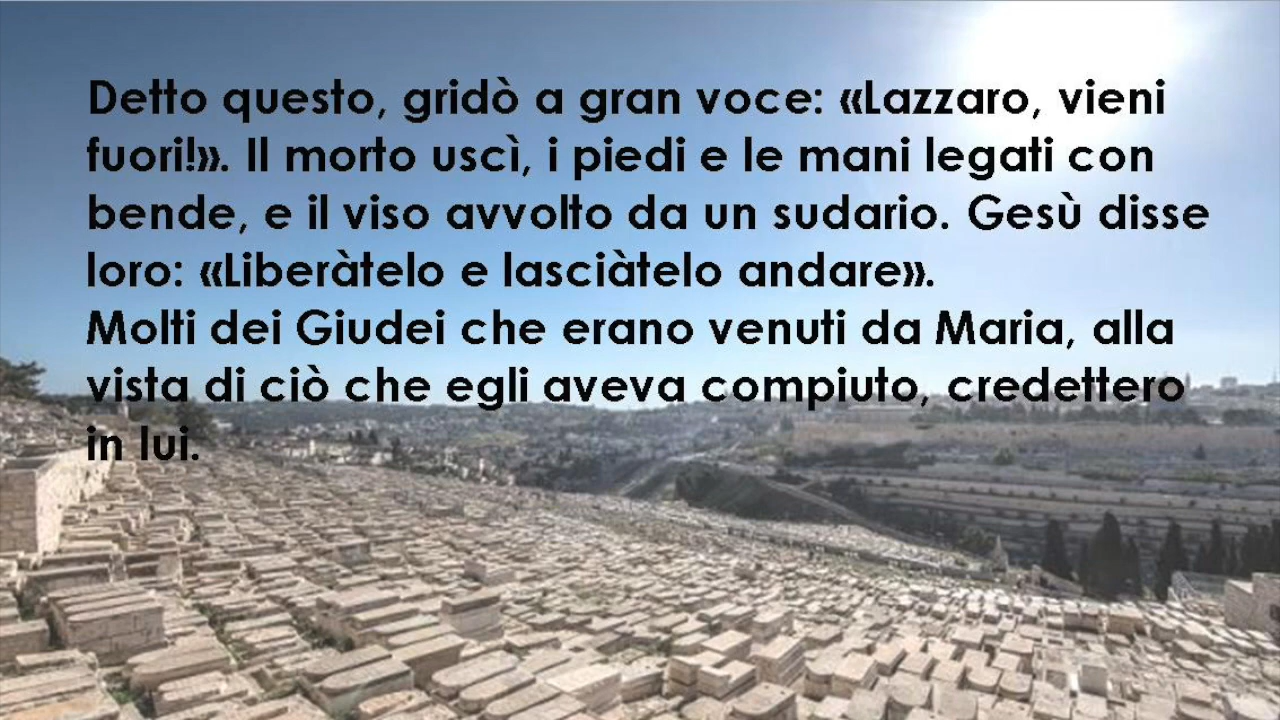 Detto questo, gridò a gran voce: «Lazzaro, vieni
fuori!». Il morto uscì, i piedi e le mani legati con
bende, e il viso avvolto da un sudario. Gesù disse
loro: «Liberàtelo e lasciàtelo andare».
Molti dei Giudei che erano venuti da Maria, alla
vista di ciò che egli aveva compiuto, credettero
in lui.